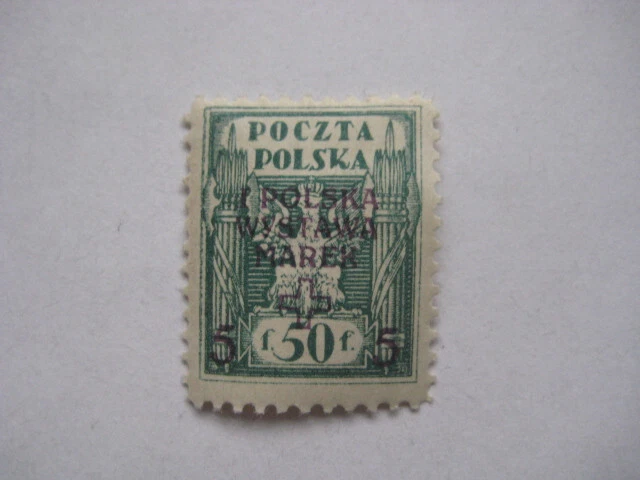 POCZTA
POLSKA
I POLSKA
WYSTAWA
MAREK
5 f. 50 f. 5